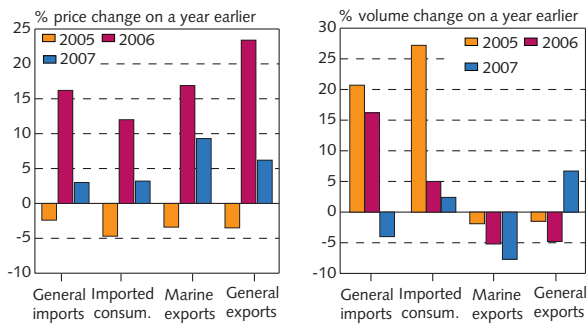 % price change on a year earlier
2005
2006
2007
25
20
15
10
5
0
-5
-10
General imports
Imported consum.
Marine exports
General exports
% volume change on a year earlier
2005
2006
2007
30
25
20
15
10
5
0
-5
-10
General imports
Imported consum.
Marine exports
General exports